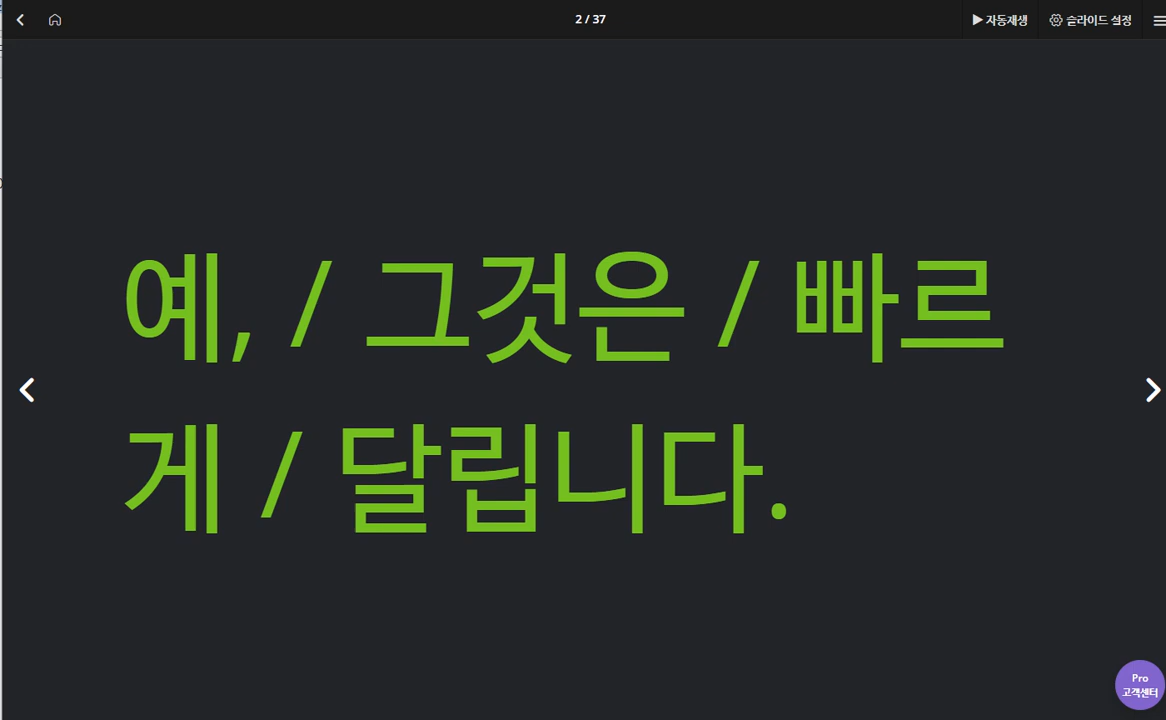 2 / 37
자동재생
슬라이드 설정
예, / 그것은 / 빠르
게 / 달립니다.
Pro
고객센터